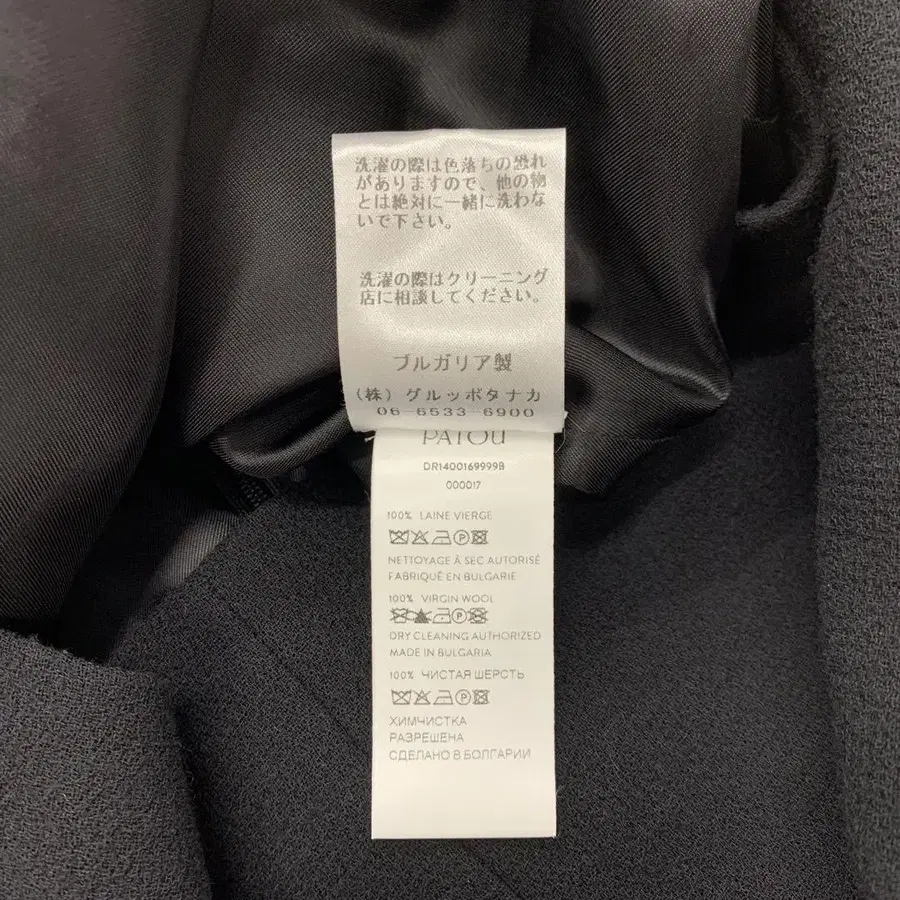 洗濯の際は色落ちの恐れ
がありますので、他の物
とは絶対に一緒に洗わな
いで下さい。
洗濯の際はクリーニング
店に相談してください。
ブルガリア製
(株)グルッポタナカ
06-6533-6900
PATOU
DR1400169999B
000017
100% LAINE VIERGE
NETTOYAGE À SEC AUTORISÉ
FABRIQUÉ EN BULGARIE
100% VIRGIN WOOL
DRY CLEANING AUTHORIZED
MADE IN BULGARIA
100% ЧИСТАЯ ШЕРСТЬ
ХИМЧИСТКА
РАЗРЕШЕНА
СДЕЛАНО В БОЛГАРИИ